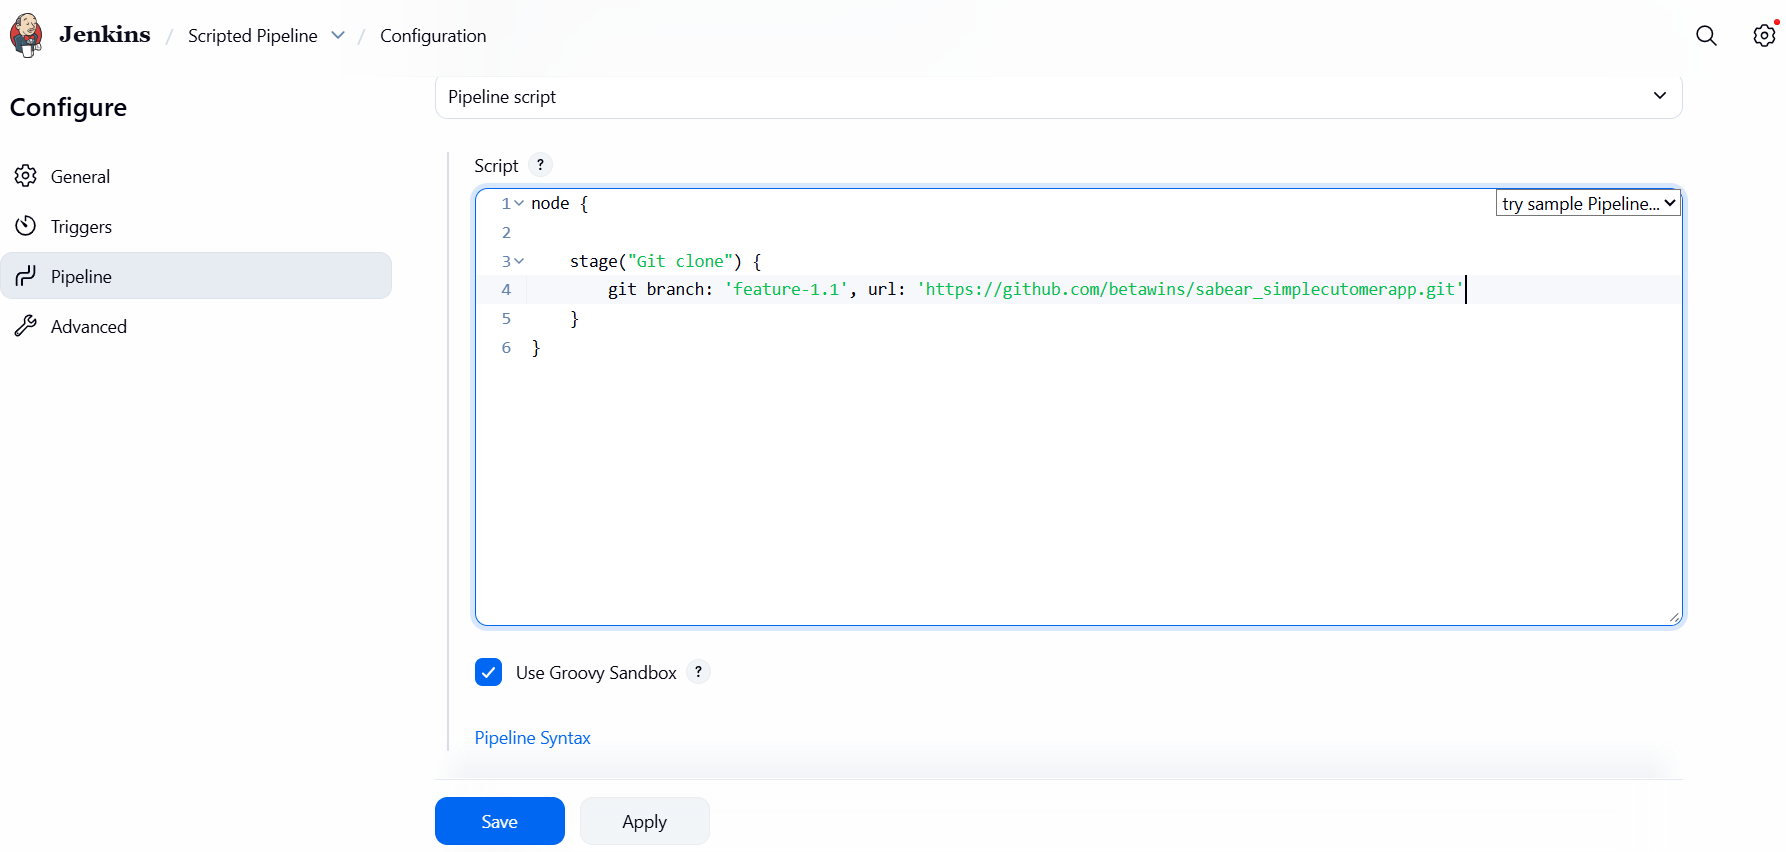 Jenkins / Scripted Pipeline / Configuration
Configure
General
Triggers
Pipeline
Advanced
Pipeline script
Script ?
try sample Pipeline...
1 node {
2
3 stage("Git clone") {
4 git branch: 'feature-1.1', url: 'https://github.com/betawins/sabear_simplecutomerapp.git'
5 }
6 }
Use Groovy Sandbox ?
Pipeline Syntax
Save Apply